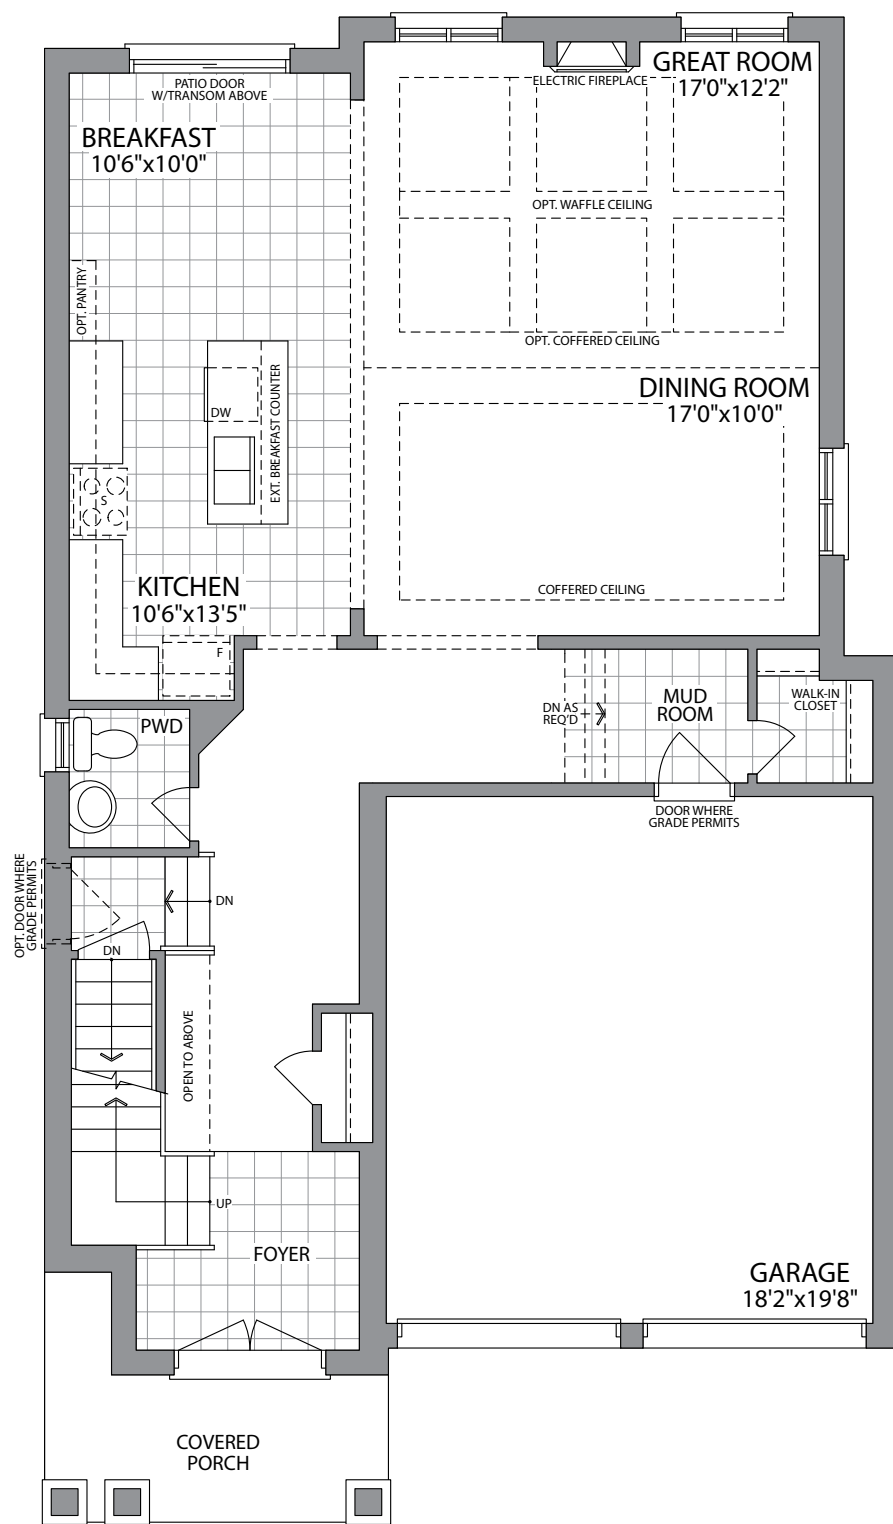 PATIO DOOR
W/TRANSOM ABOVE
BREAKFAST
10'6"x10'0"
ELECTRIC FIREPLACE
GREAT ROOM
17'0"x12'2"
OPT. WAFFLE CEILING
OPT. COFFERED CEILING
OPT. PANTRY
DW
EXT. BREAKFAST COUNTER
S
DINING ROOM
17'0"x10'0"
COFFERED CEILING
KITCHEN
10'6"x13'5"
F
PWD
DN AS
REQ'D
MUD
ROOM
WALK-IN
CLOSET
DOOR WHERE
GRADE PERMITS
OPT. DOOR WHERE
GRADE PERMITS
DN
DN
OPEN TO ABOVE
UP
FOYER
GARAGE
18'2"x19'8"
COVERED
PORCH